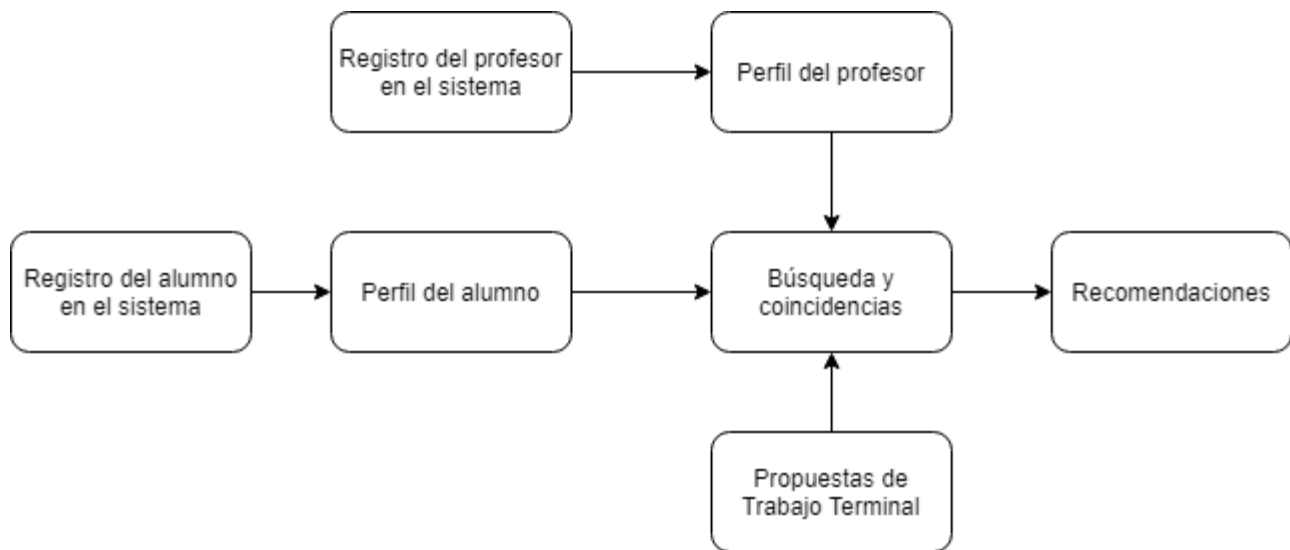 Registro del profesor
en el sistema
Perfil del profesor
Registro del alumno
en el sistema
Perfil del alumno
Búsqueda y
coincidencias
Recomendaciones
Propuestas de
Trabajo Terminal